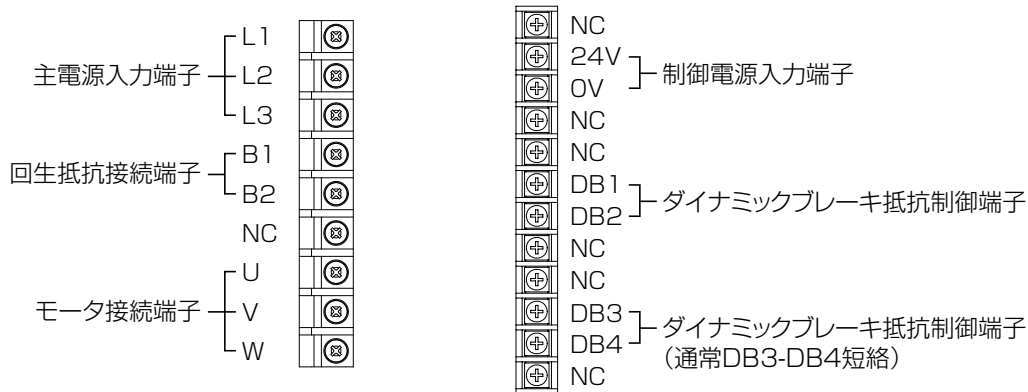 主電源入力端子
L1
L2
L3
回生抵抗接続端子
B1
B2
NC
モータ接続端子
U
V
W
NC
24V
0V
制御電源入力端子
NC
NC
DB1
DB2
ダイナミックブレーキ抵抗制御端子
NC
NC
DB3
DB4
ダイナミックブレーキ抵抗制御端子
（通常DB3-DB4短絡）
NC